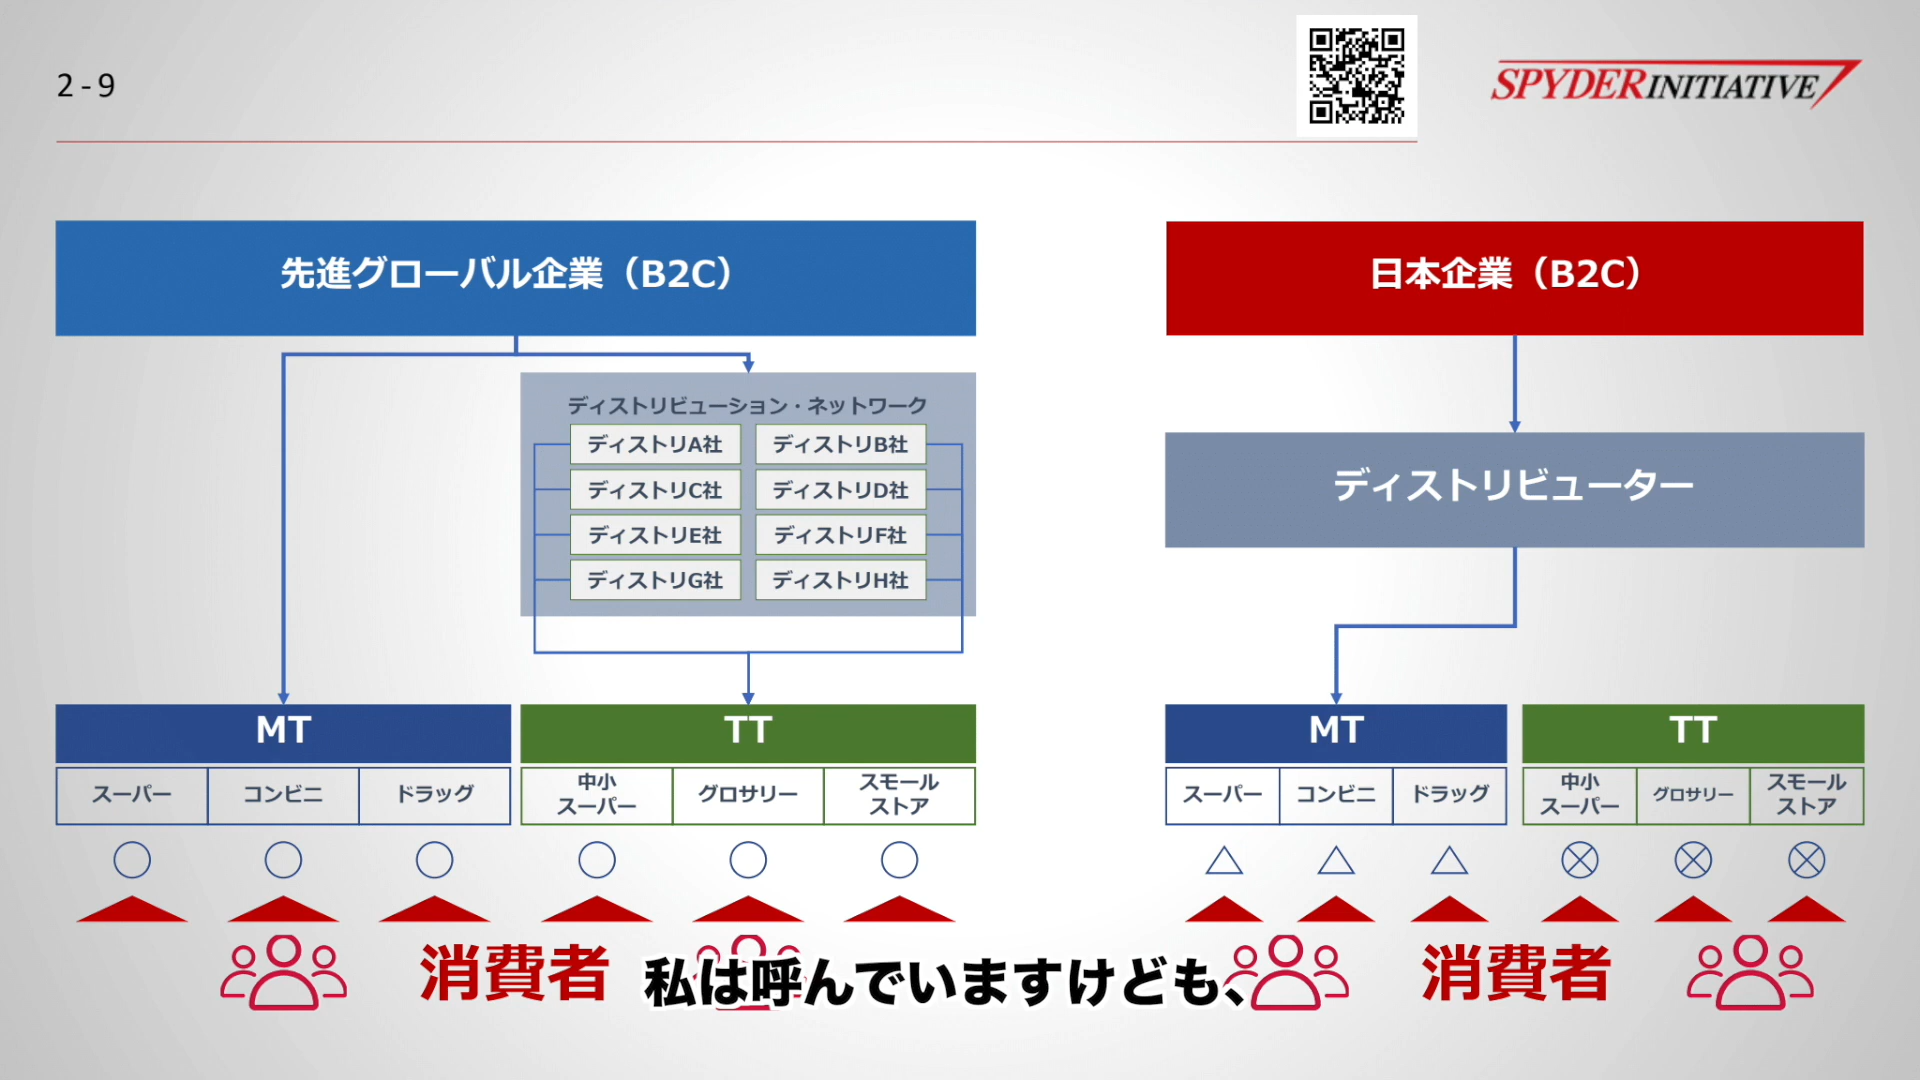 2-9
SPYDER INITIATIVE
先進グローバル企業（B2C）
ディストリビューション・ネットワーク
ディストリA社
ディストリB社
ディストリC社
ディストリD社
ディストリE社
ディストリF社
ディストリG社
ディストリH社
MT
TT
スーパー
コンビニ
ドラッグ
中小
スーパー
グロサリー
スモール
ストア
消費者
日本企業（B2C）
ディストリビューター
MT
TT
スーパー
コンビニ
ドラッグ
中小
スーパー
グロサリー
スモール
ストア
消費者
私は呼んでいますけども、